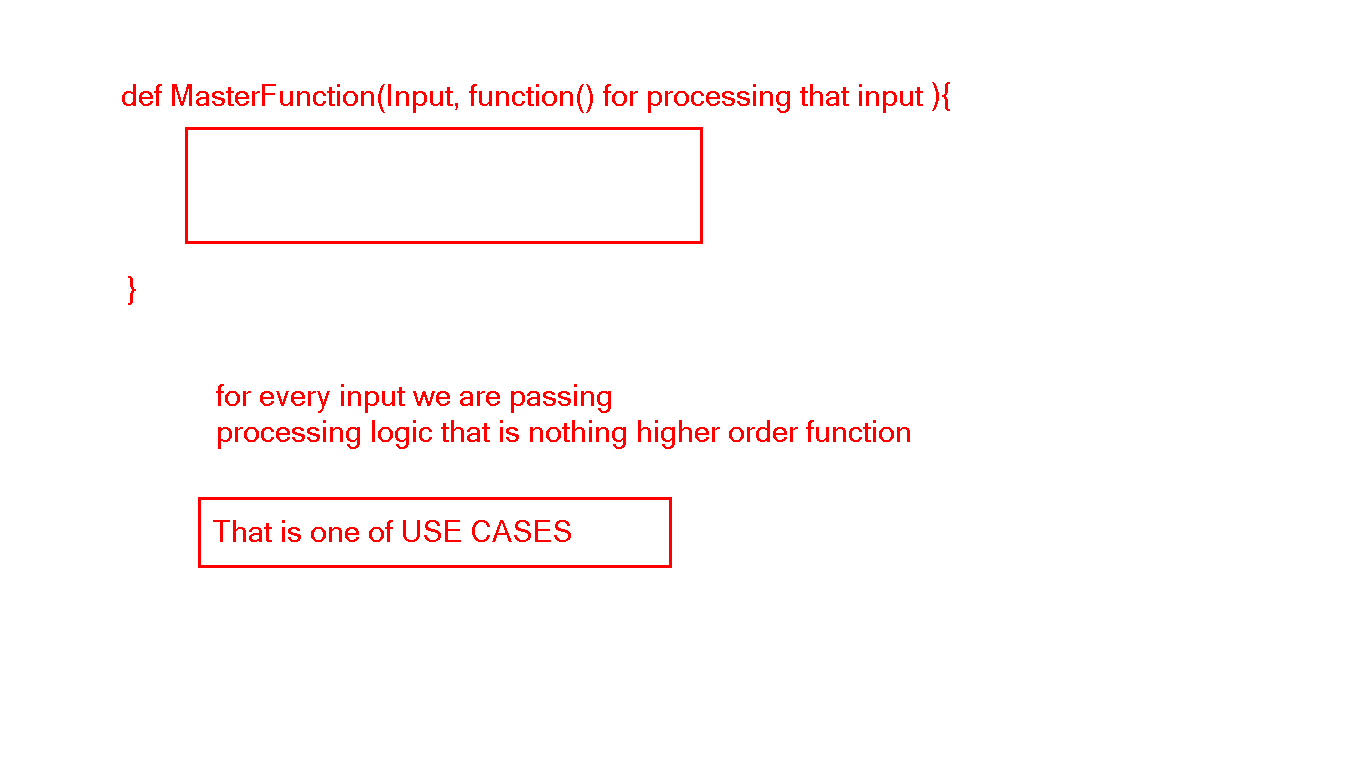 def MasterFunction(Input, function() for processing that input ){
}
for every input we are passing
processing logic that is nothing higher order function
That is one of USE CASES